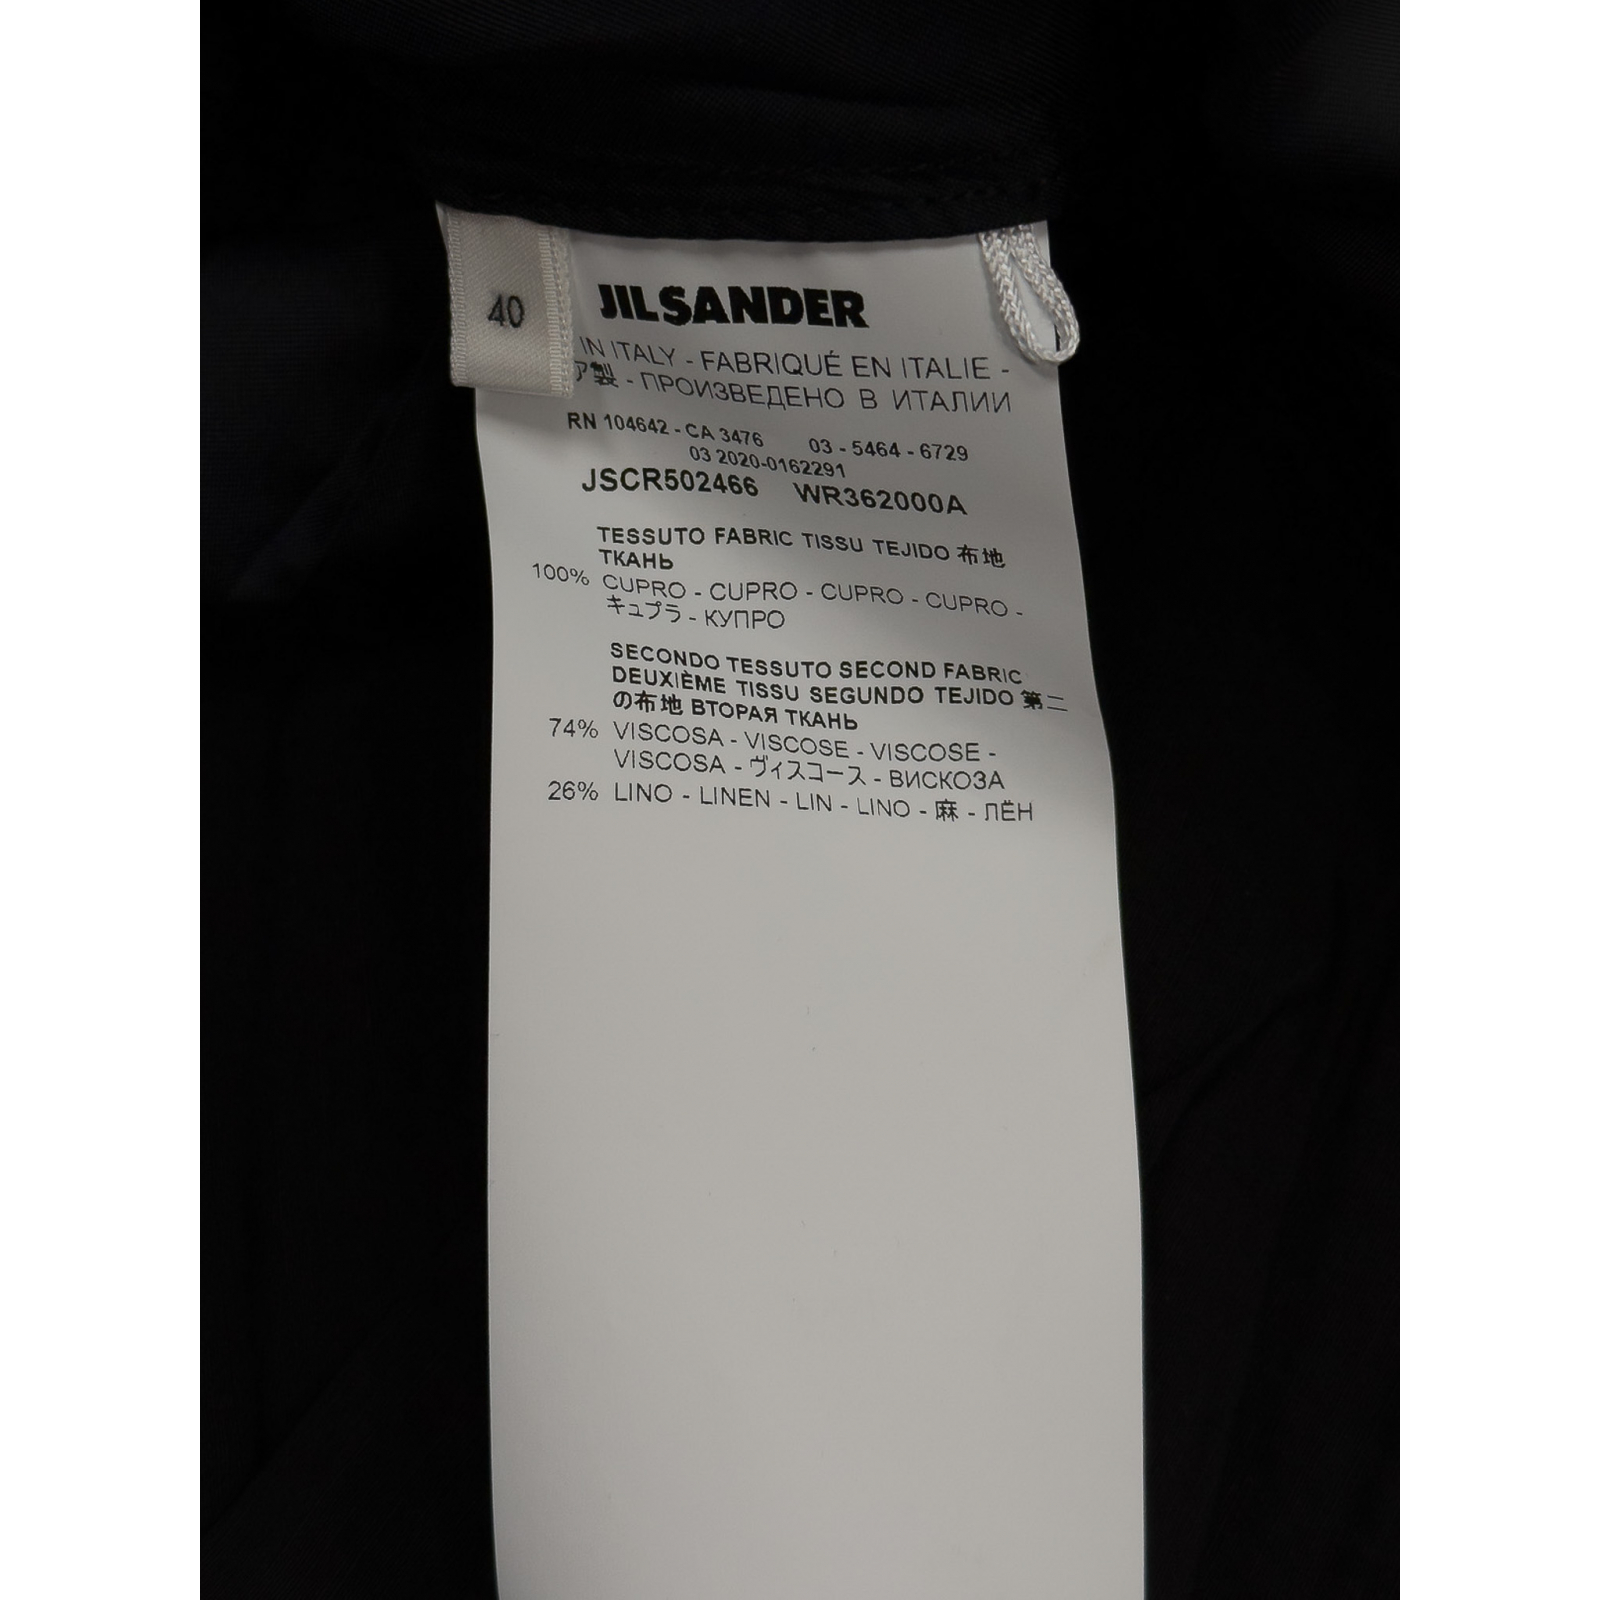 40
JIL SANDER
IN ITALY - FABRIQUÉ EN ITALIE -
製 - ПРОИЗВЕДЕНО В ИТАЛИИ
RN 104642 - CA 3476 03 - 5464 - 6729
03 2020-0162291
JSCR502466 WR362000A
TESSUTO FABRIC TISSU TEJIDO 布地
ТКАНЬ
100% CUPRO - CUPRO - CUPRO - CUPRO -
キュプラ - КУПРО
SECONDO TESSUTO SECOND FABRIC
DEUXIÈME TISSU SEGUNDO TEJIDO 第二
の布地 ВТОРАЯ ТКАНЬ
74% VISCOSA - VISCOSE - VISCOSE -
VISCOSA - ヴィスコース - ВИСКОЗА
26% LINO - LINEN - LIN - LINO - 麻 - ЛЁН